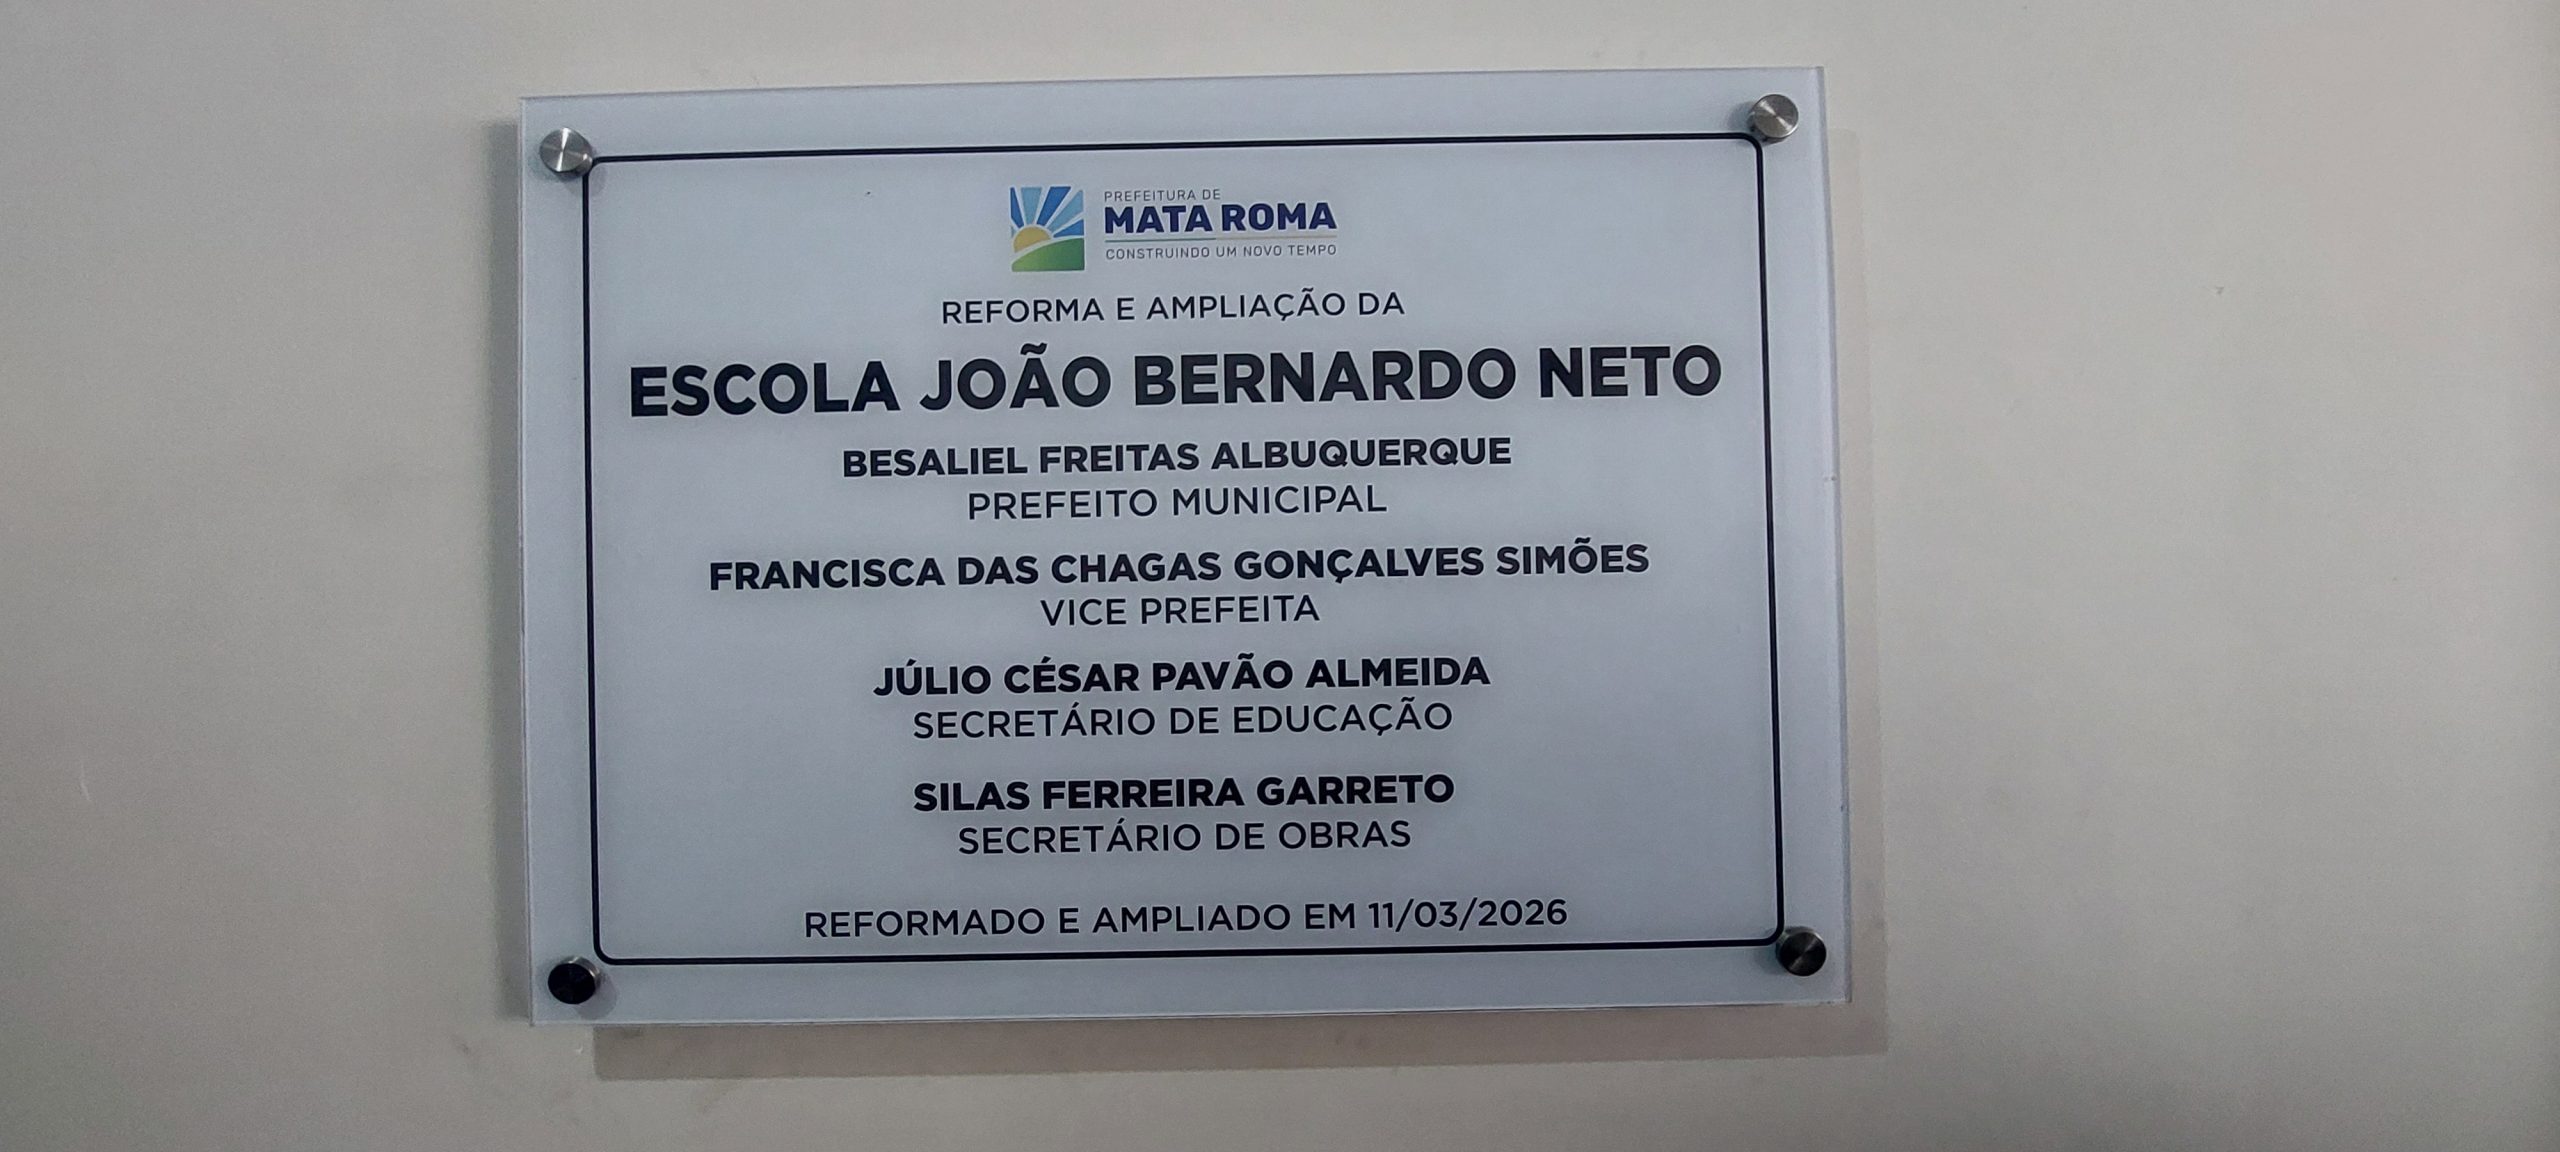 PREFEITURA DE
MATA ROMA
CONSTRUINDO UM NOVO TEMPO
REFORMA E AMPLIAÇÃO DA
ESCOLA JOÃO BERNARDO NETO
BESALIEL FREITAS ALBUQUERQUE
PREFEITO MUNICIPAL
FRANCISCA DAS CHAGAS GONÇALVES SIMÕES
VICE PREFEITA
JÚLIO CÉSAR PAVÃO ALMEIDA
SECRETÁRIO DE EDUCAÇÃO
SILAS FERREIRA GARRETO
SECRETÁRIO DE OBRAS
REFORMADO E AMPLIADO EM 11/03/2026